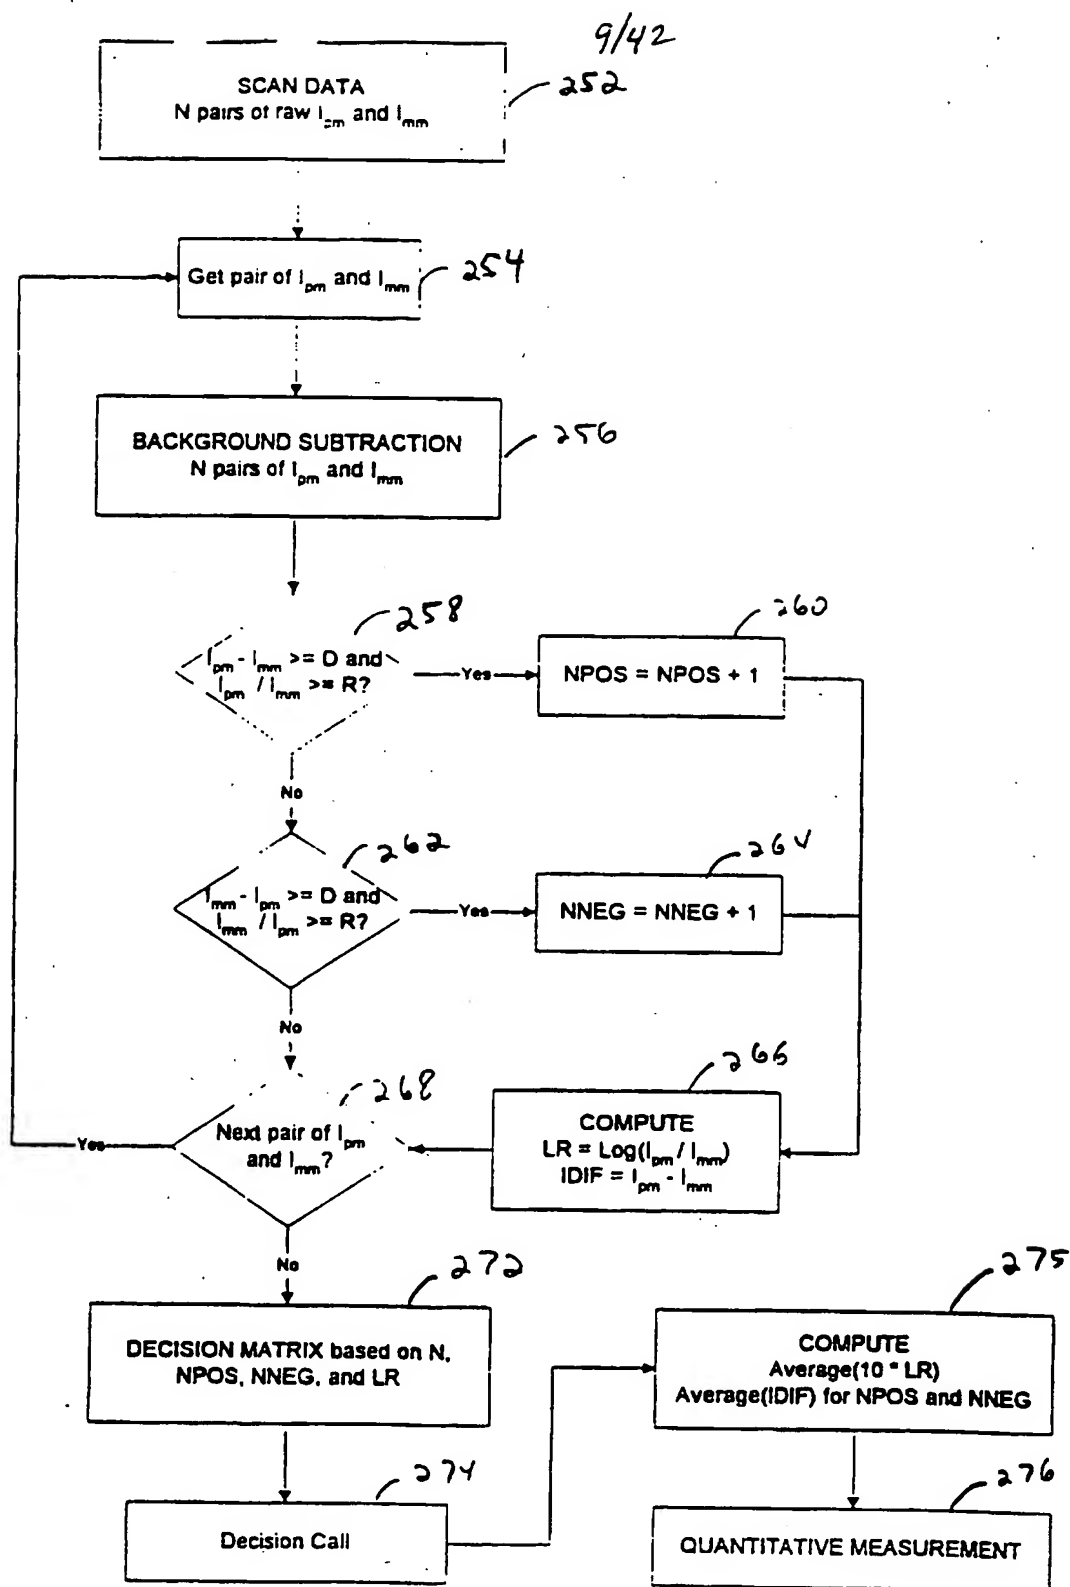 9/42
SCAN DATA
N pairs of raw Ipm and Imm
252
Get pair of Ipm and Imm
254
BACKGROUND SUBTRACTION
N pairs of Ipm and Imm
256
258
Ipm - Imm >= D and
Ipm / Imm >= R?
Yes
260
NPOS = NPOS + 1
No
262
Imm - Ipm >= D and
Imm / Ipm >= R?
Yes
264
NNEG = NNEG + 1
No
268
Next pair of Ipm
and Imm?
Yes
266
COMPUTE
LR = Log(Ipm / Imm)
IDIF = Ipm - Imm
No
272
DECISION MATRIX based on N,
NPOS, NNEG, and LR
275
COMPUTE
Average(10 * LR)
Average(IDIF) for NPOS and NNEG
274
Decision Call
276
QUANTITATIVE MEASUREMENT